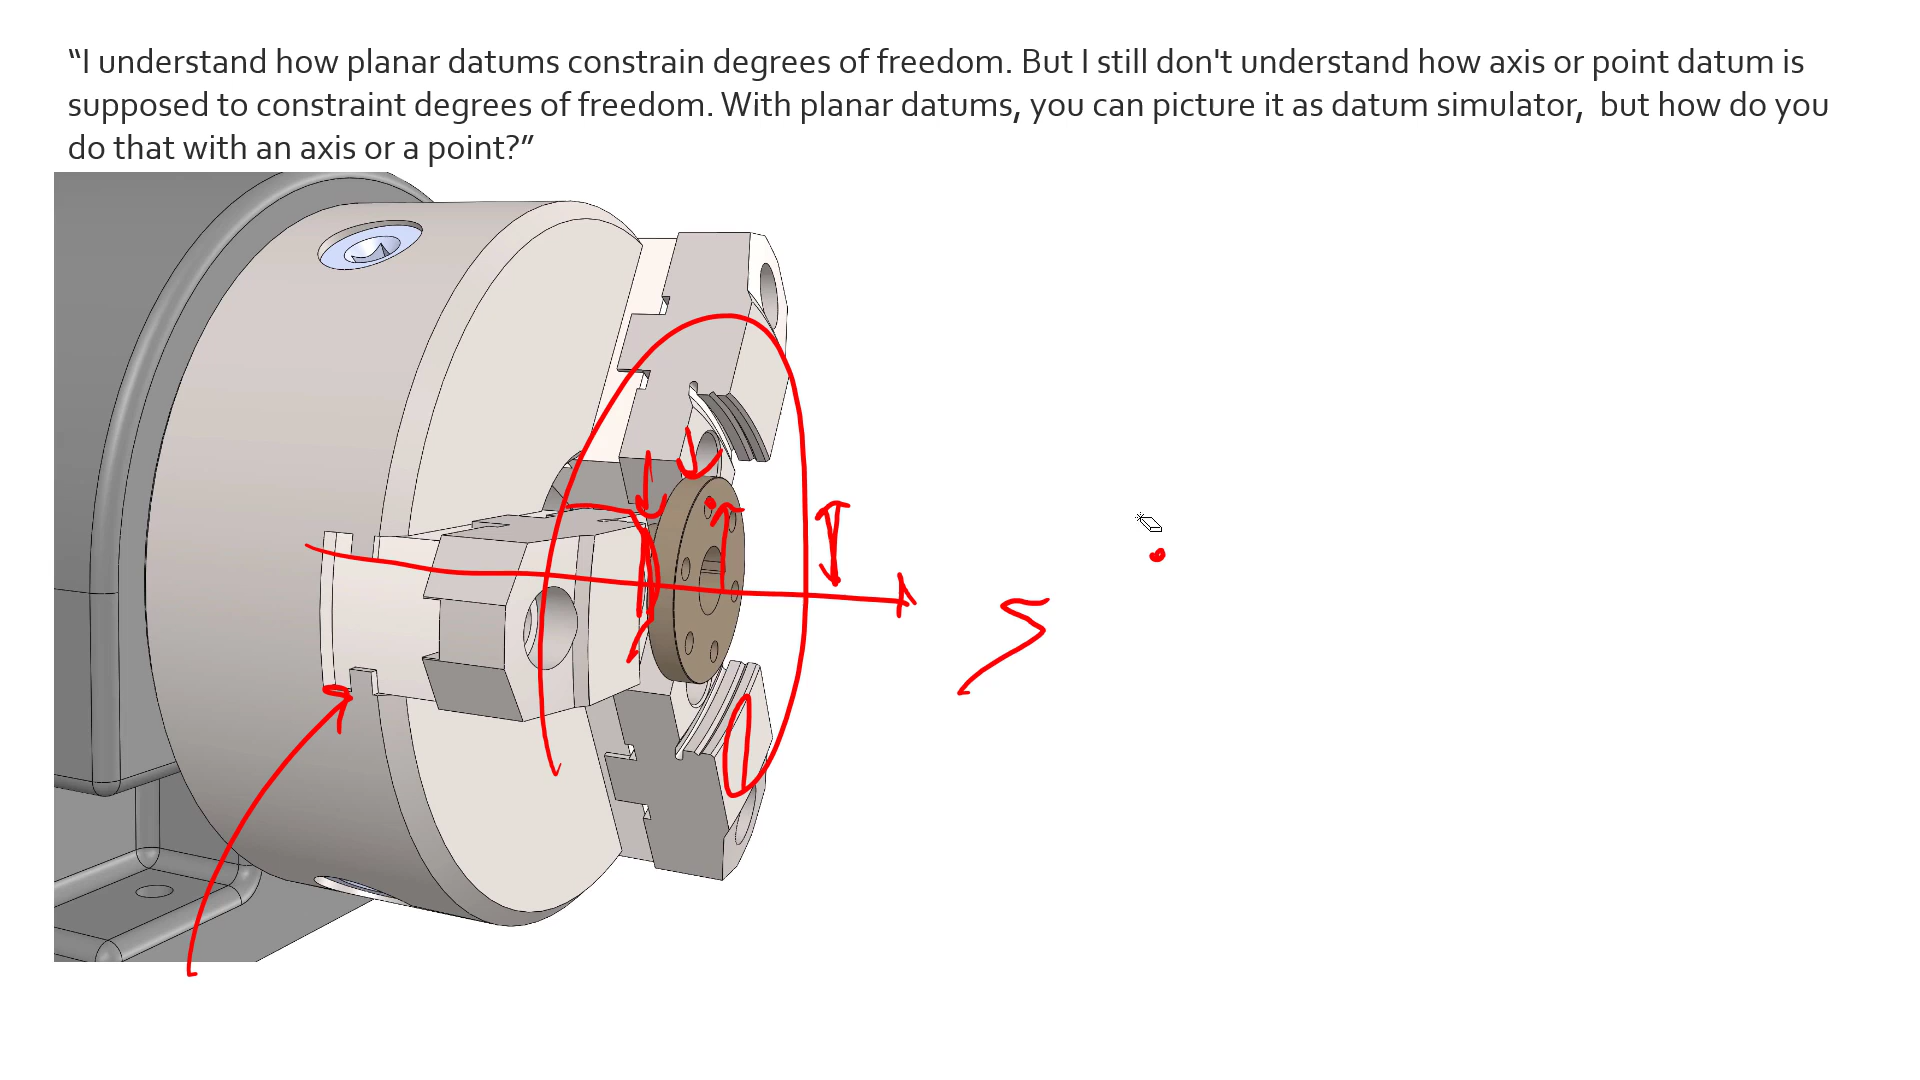 “I understand how planar datums constrain degrees of freedom. But I still don't understand how axis or point datum is
supposed to constraint degrees of freedom. With planar datums, you can picture it as datum simulator,  but how do you
do that with an axis or a point?”